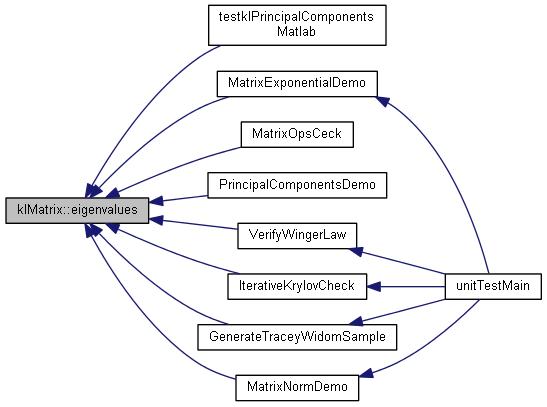 testklPrincipalComponents
Matlab
MatrixExponentialDemo
MatrixOpsCeck
PrincipalComponentsDemo
klMatrix::eigenvalues
VerifyWingerLaw
IterativeKrylovCheck
unitTestMain
GenerateTraceyWidomSample
MatrixNormDemo